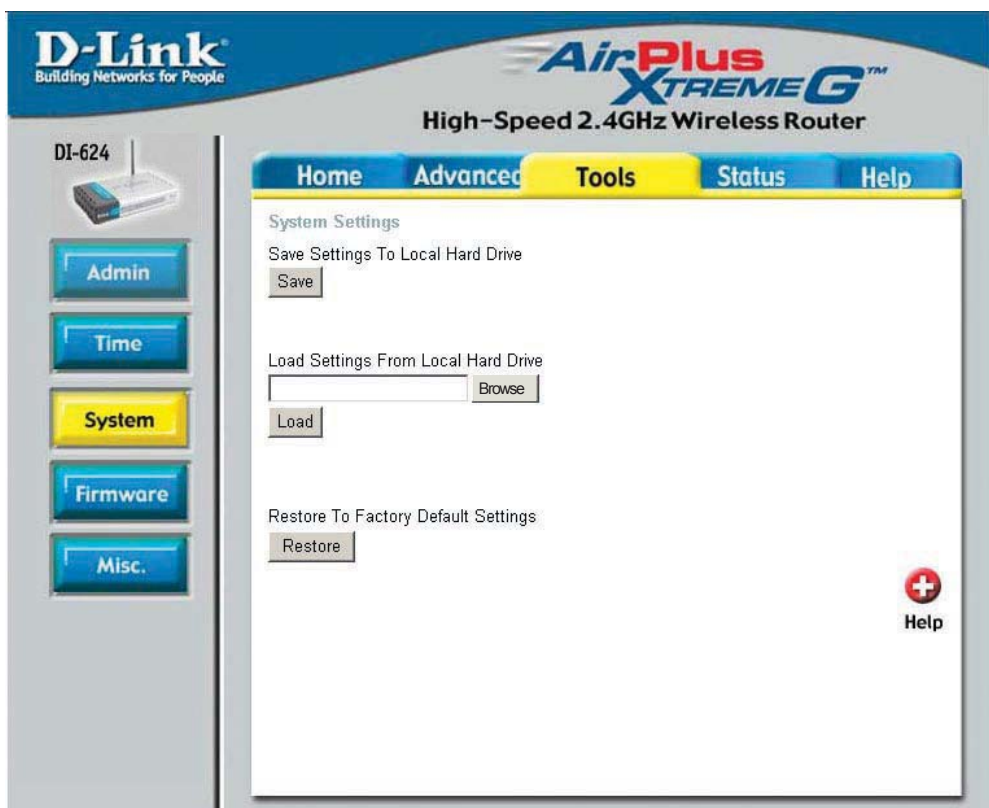 D-Link
Building Networks for People
AirPlus
XTREME G™
High-Speed 2.4GHz Wireless Router
DI-624
Home Advanced Tools Status Help
System Settings
Save Settings To Local Hard Drive
Save
Load Settings From Local Hard Drive
Browse
Load
Restore To Factory Default Settings
Restore
Admin
Time
System
Firmware
Misc.
Help